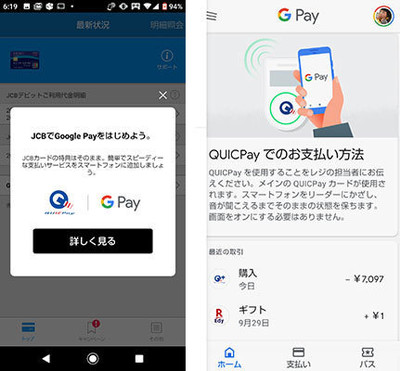 6:19
94%
最新状況
明細照会
サポート
JCBデビットご利用代金明細
JCBでGoogle Payをはじめよう。
JCBカードの特典はそのまま、簡単でスピーディー
な支払いサービスをスマートフォンに追加しましょ
う。
QUICPay
G Pay
詳しく見る
トップ
キャンペーン
その他
G Pay
G Pay
QUICPay でのお支払い方法
QUICPay を使用することをレジの担当者にお伝
えください。メインの QUICPay カードが使用さ
れます。スマートフォンをリーダーにかざし、
音が聞こえるまでそのままの状態を保ちます。
画面をオンにする必要はありません。
最近の取引
購入
− ¥7,097
今日
R
Edy
ギフト
+ ¥1
9月29日
ホーム
支払い
パス